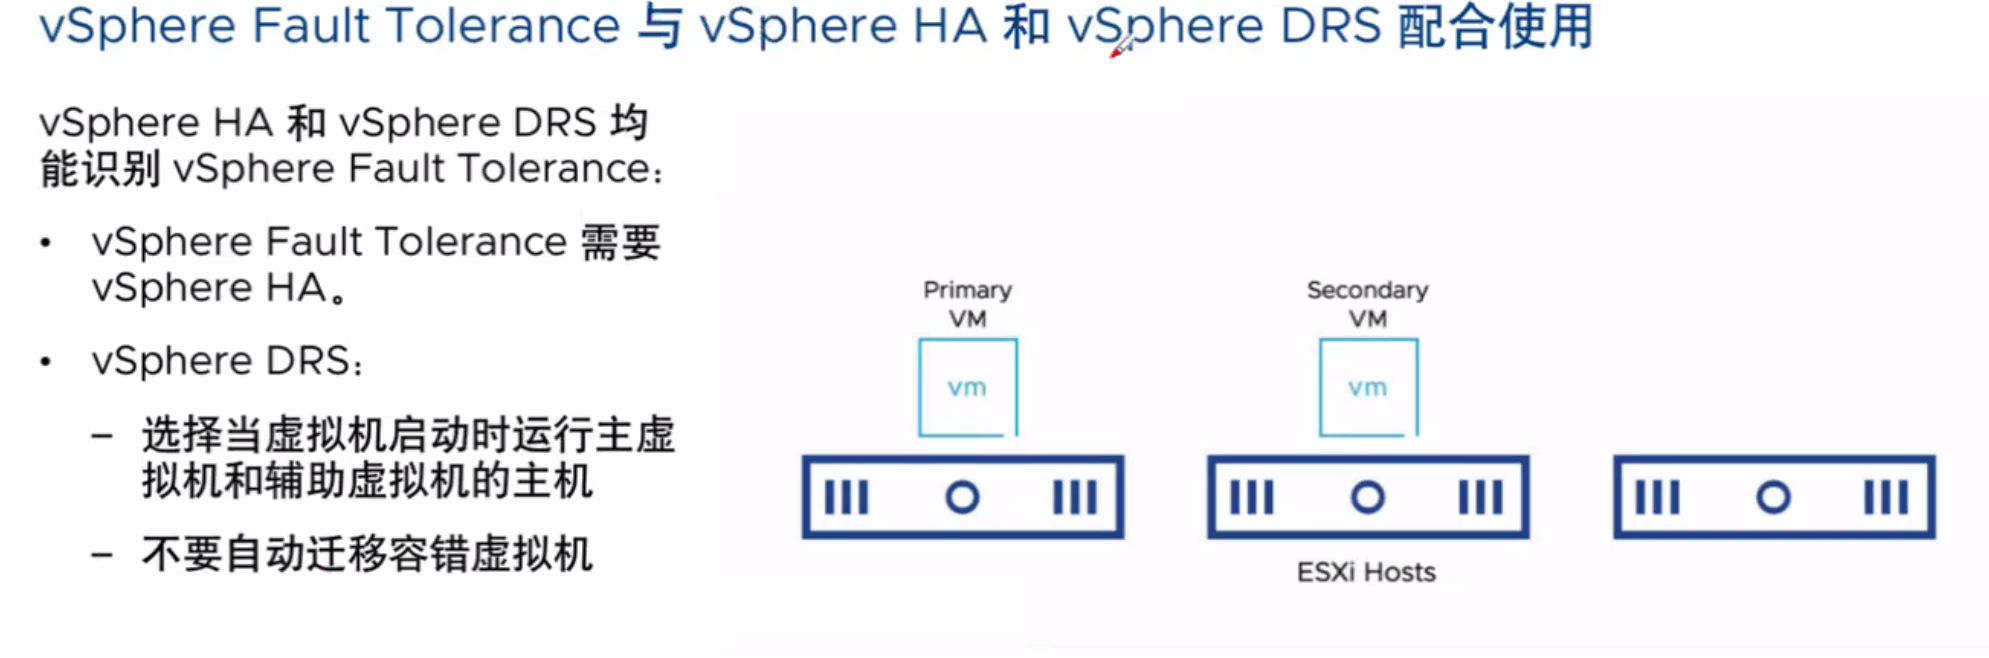 vSphere Fault Tolerance 与 vSphere HA 和 vSphere DRS 配合使用
vSphere HA 和 vSphere DRS 均
能识别 vSphere Fault Tolerance：
• vSphere Fault Tolerance 需要
vSphere HA。
• vSphere DRS：
– 选择当虚拟机启动时运行主虚
拟机和辅助虚拟机的主机
– 不要自动迁移容错虚拟机
Primary
VM
vm
Secondary
VM
vm
ESXi Hosts